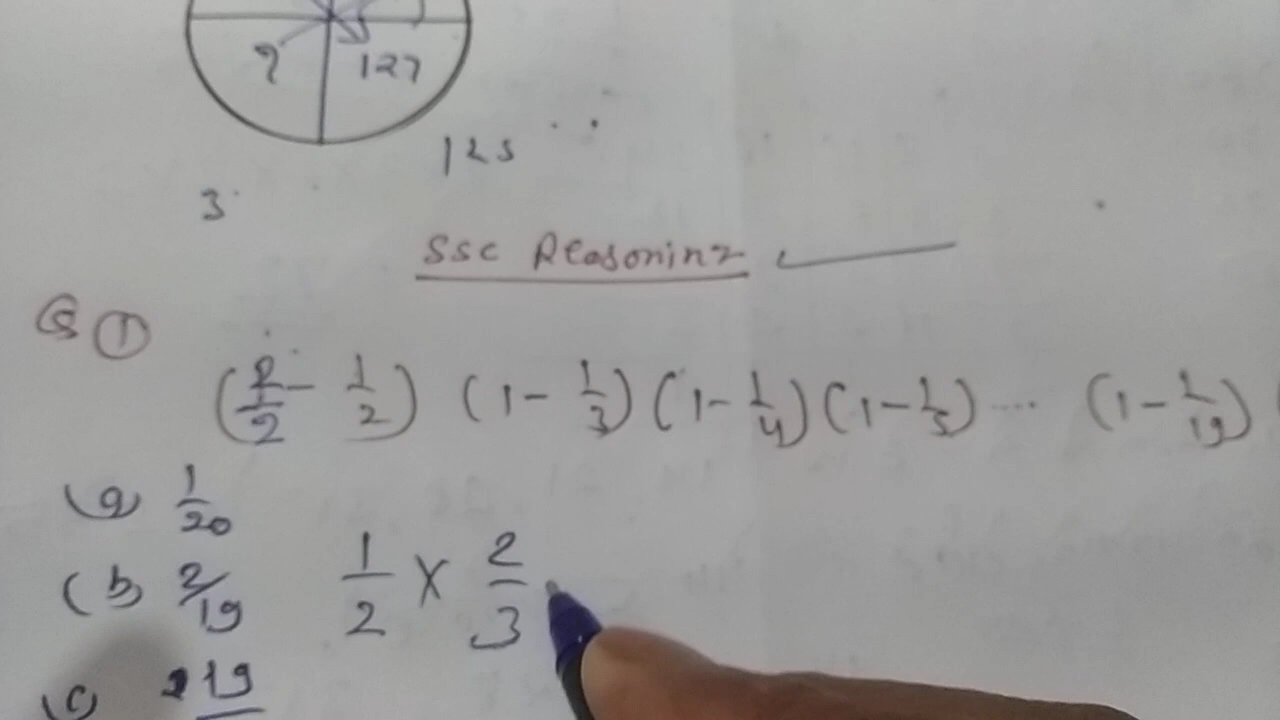 ? 127
125
3
SSC Reasoning
Q ①
(2/2 - 1/2) (1 - 1/3) (1 - 1/4) (1 - 1/5) ... (1 - 1/19)
(a) 1/20
(b) 2/19
1/2 × 2/3
(c) 19